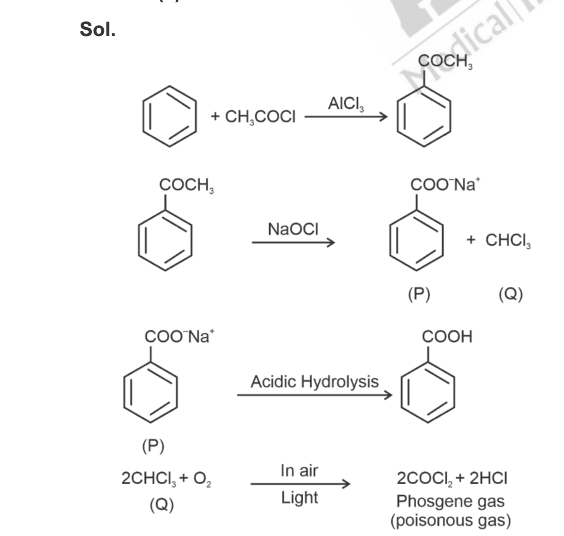 Sol.
Medical
COCH₃
+ CH₃COCl AlCl₃
COCH₃ COO⁻Na⁺
NaOCl
+ CHCl₃
(P) (Q)
COO⁻Na⁺ COOH
Acidic Hydrolysis
(P)
2CHCl₃ + O₂ In air 2COCl₂ + 2HCl
(Q) Light Phosgene gas
(poisonous gas)